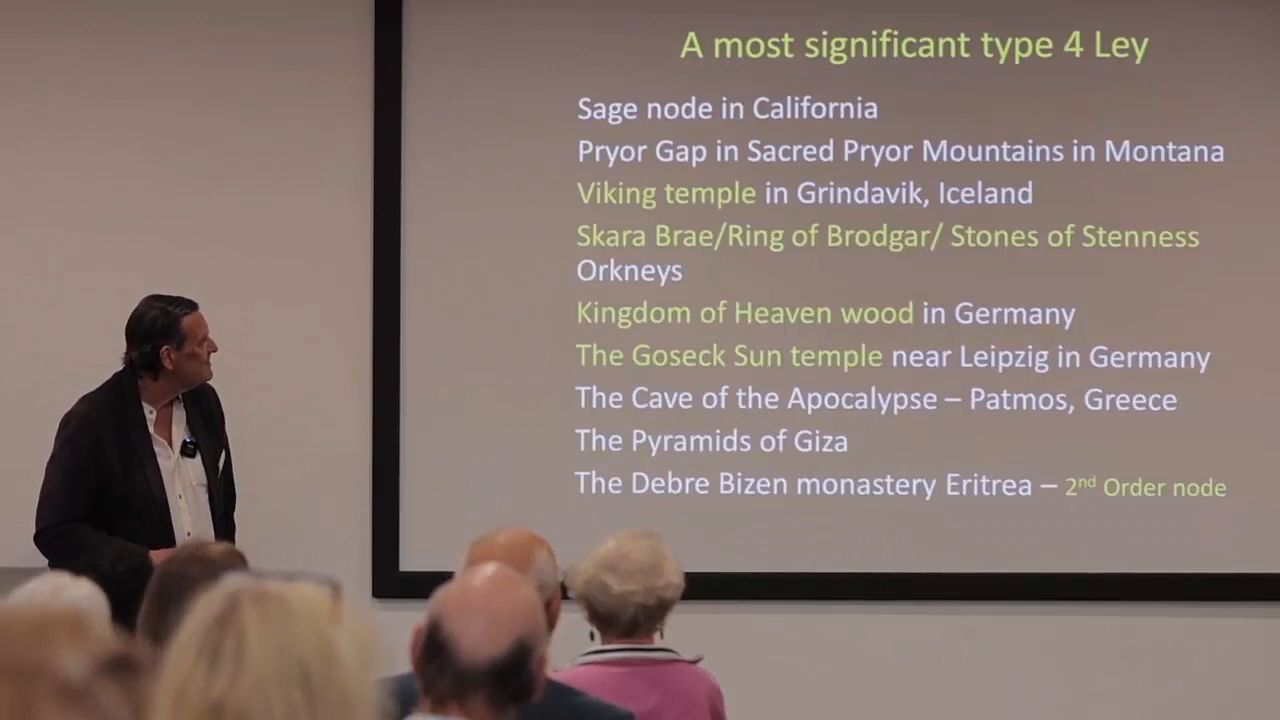 A most significant type 4 Ley
Sage node in California
Pryor Gap in Sacred Pryor Mountains in Montana
Viking temple in Grindavik, Iceland
Skara Brae/Ring of Brodgar/ Stones of Stenness
Orkneys
Kingdom of Heaven wood in Germany
The Goseck Sun temple near Leipzig in Germany
The Cave of the Apocalypse – Patmos, Greece
The Pyramids of Giza
The Debre Bizen monastery Eritrea – 2nd Order node